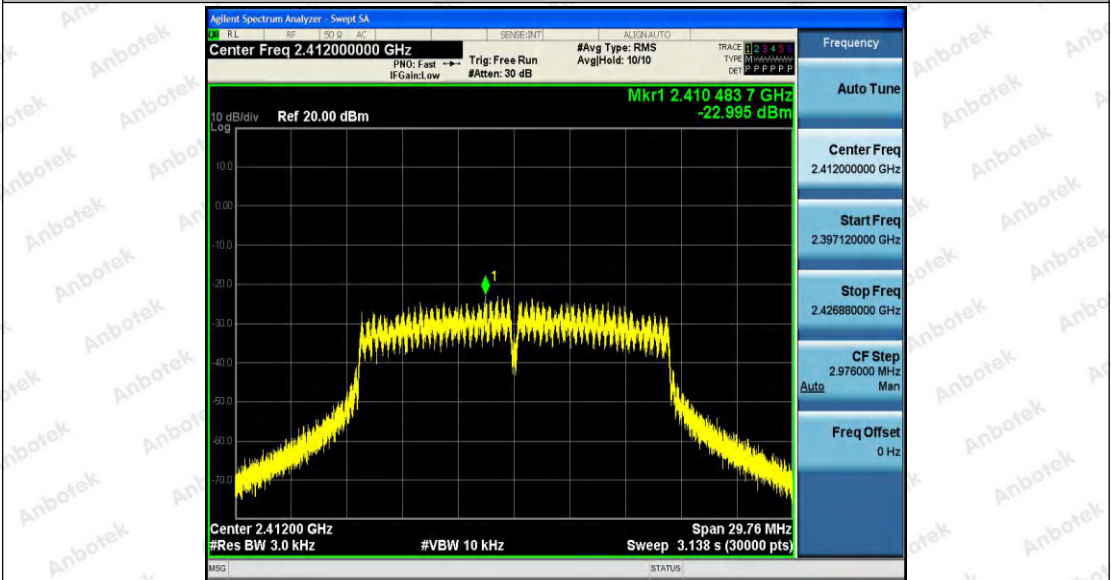 Agilent Spectrum Analyzer - Swept SA
RL RF 50 Ω AC SENSE:INT ALIGNAUTO
Center Freq 2.412000000 GHz
PNO: Fast
IFGain:Low
Trig: Free Run
#Atten: 30 dB
#Avg Type: RMS
Avg|Hold: 10/10
TRACE 1 2 3 4 5 6
TYPE M
DET P P P P P P
Mkr1 2.410 483 7 GHz
-22.995 dBm
10 dB/div Ref 20.00 dBm
Log
10.0
0.00
-10.0
-20.0
-30.0
-40.0
-50.0
-60.0
-70.0
1
Center 2.41200 GHz
Span 29.76 MHz
#Res BW 3.0 kHz
#VBW 10 kHz
Sweep 3.138 s (30000 pts)
MSG
STATUS
Frequency
Auto Tune
Center Freq
2.412000000 GHz
Start Freq
2.397120000 GHz
Stop Freq
2.426880000 GHz
CF Step
2.976000 MHz
Auto Man
Freq Offset
0 Hz
Anbotek